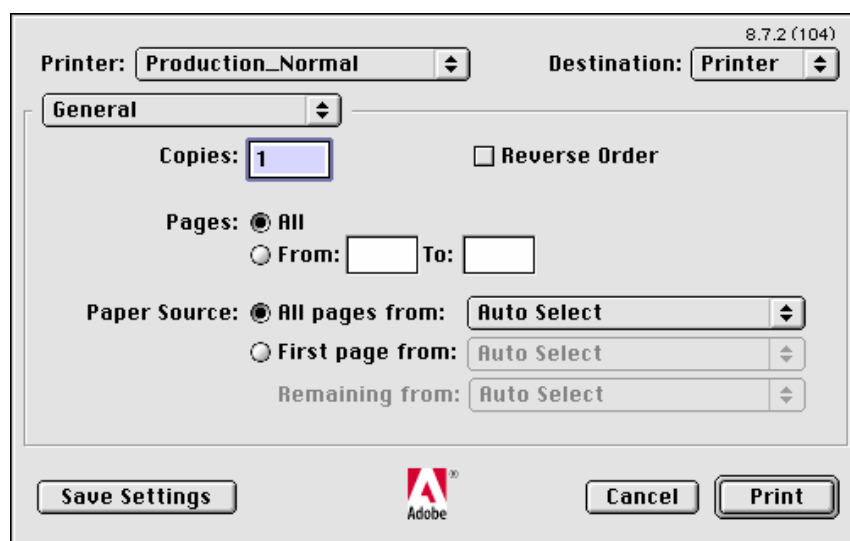 8.7.2 (104)
Printer: Production_Normal Destination: Printer
General
Copies: 1 Reverse Order
Pages: All
From: To:
Paper Source: All pages from: Auto Select
First page from: Auto Select
Remaining from: Auto Select
Save Settings Adobe® Cancel Print